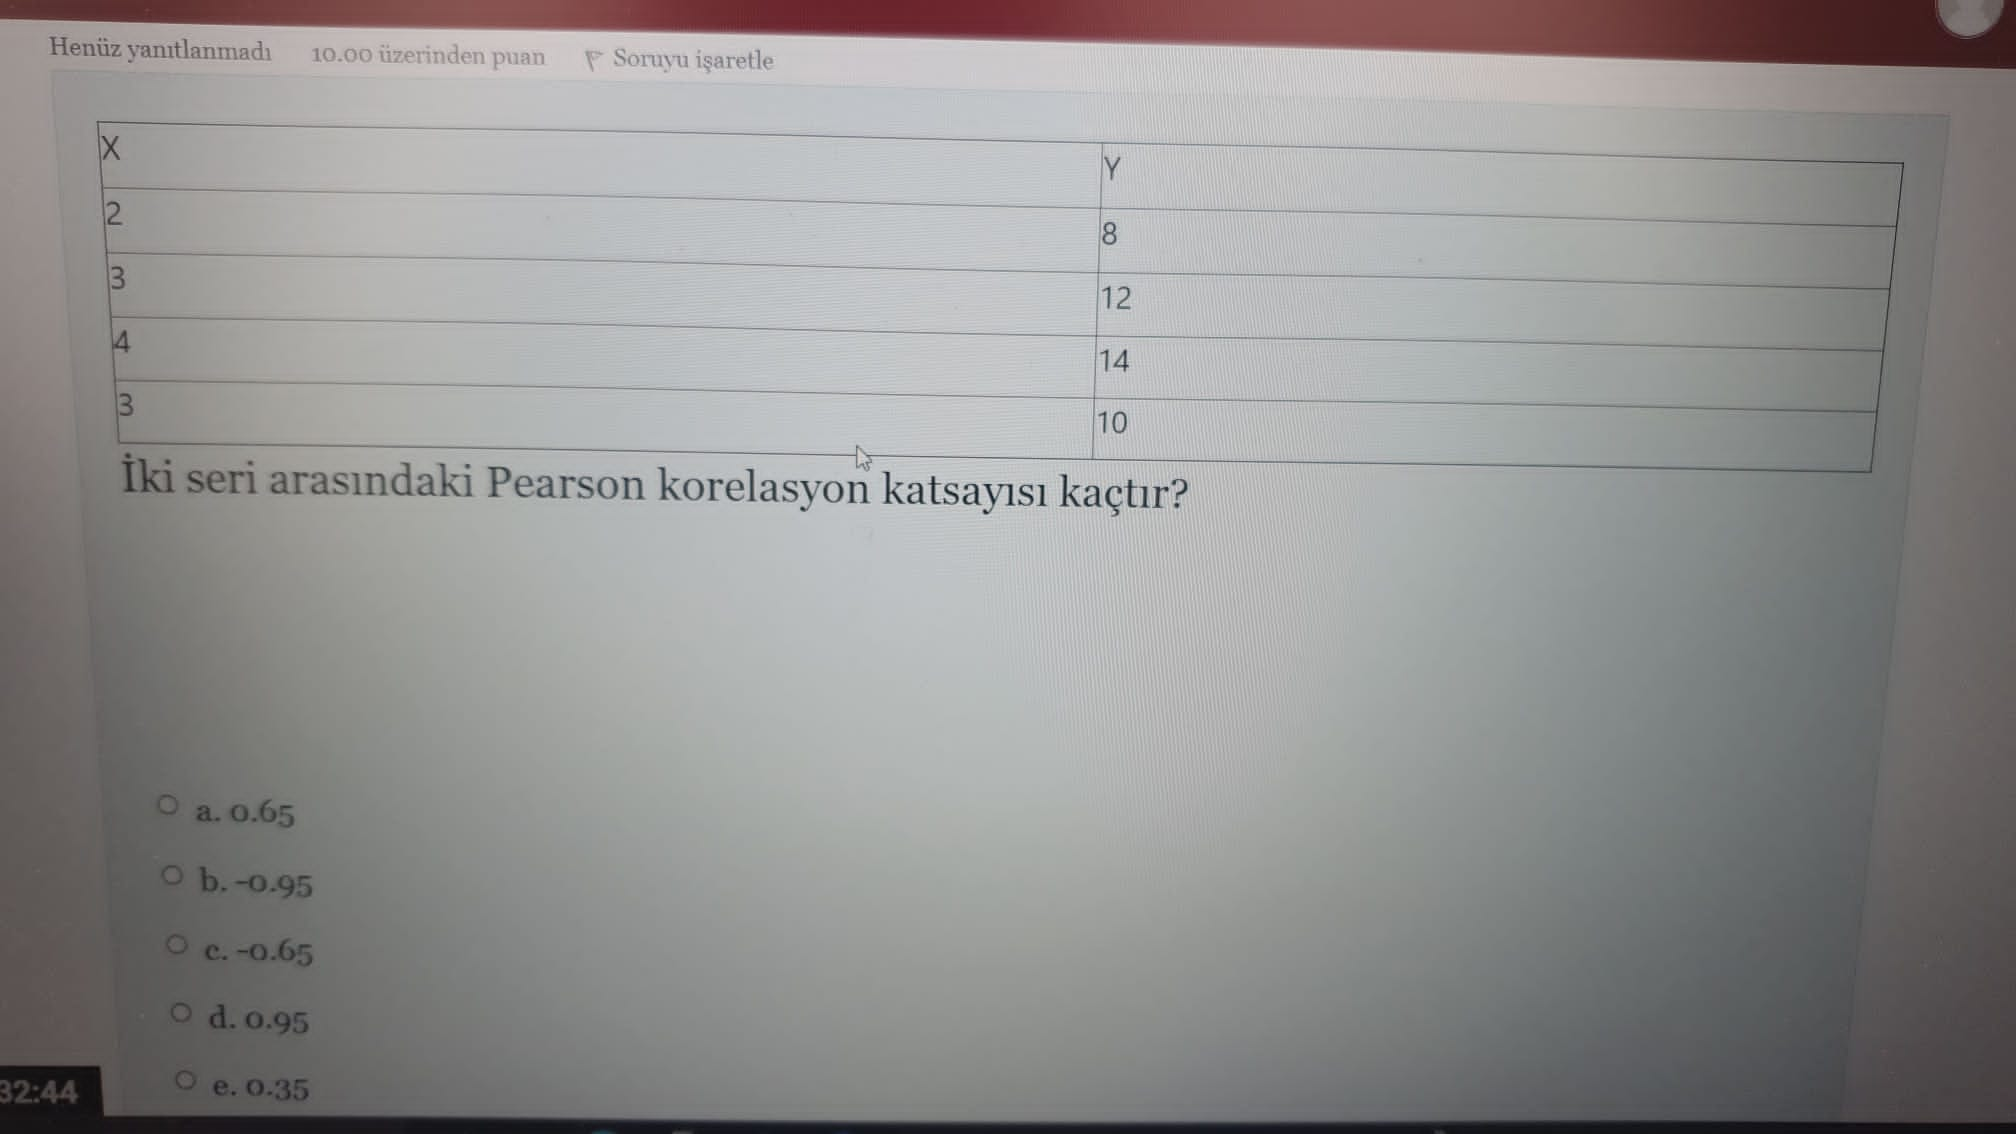 Henüz yanıtlanmadı 10.00 üzerinden puan Soruyu işaretle
X Y
2 8
3 12
4 14
3 10
İki seri arasındaki Pearson korelasyon katsayısı kaçtır?
a. 0.65
b. -0.95
c. -0.65
d. 0.95
e. 0.35
32:44